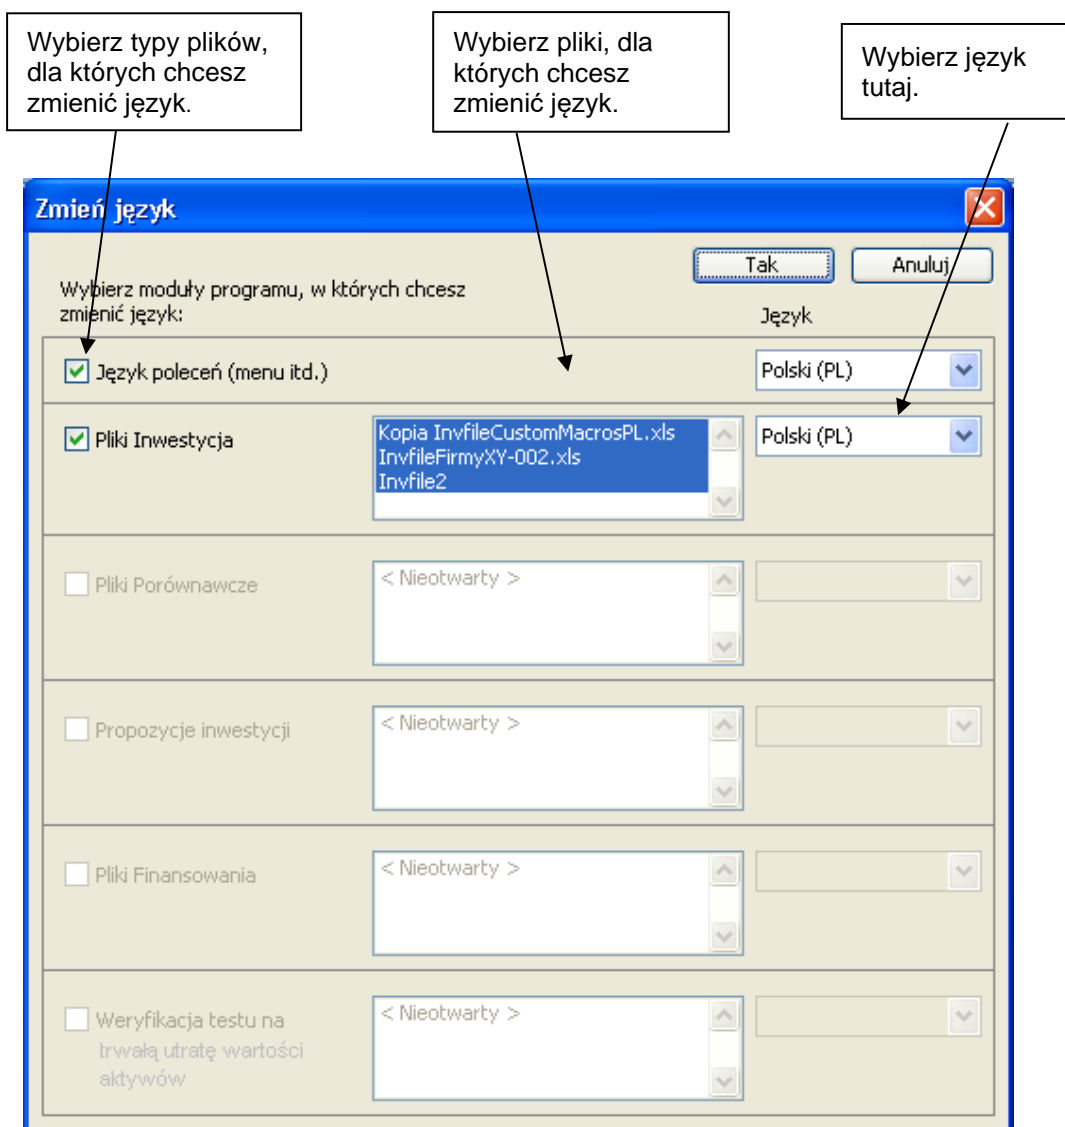 Wybierz typy plików,
dla których chcesz
zmienić język.
Wybierz pliki, dla
których chcesz
zmienić język.
Wybierz język
tutaj.
Zmień język
Tak
Anuluj
Wybierz moduły programu, w których chcesz
zmienić język:
Język
Język poleceń (menu itd.)
Polski (PL)
Pliki Inwestycja
Kopia InvfileCustomMacrosPL.xls
InvfileFirmyXY-002.xls
Invfile2
Polski (PL)
Pliki Porównawcze
< Nieotwarty >
Propozycje inwestycji
< Nieotwarty >
Pliki Finansowania
< Nieotwarty >
Weryfikacja testu na
trwałą utratę wartości
aktywów
< Nieotwarty >